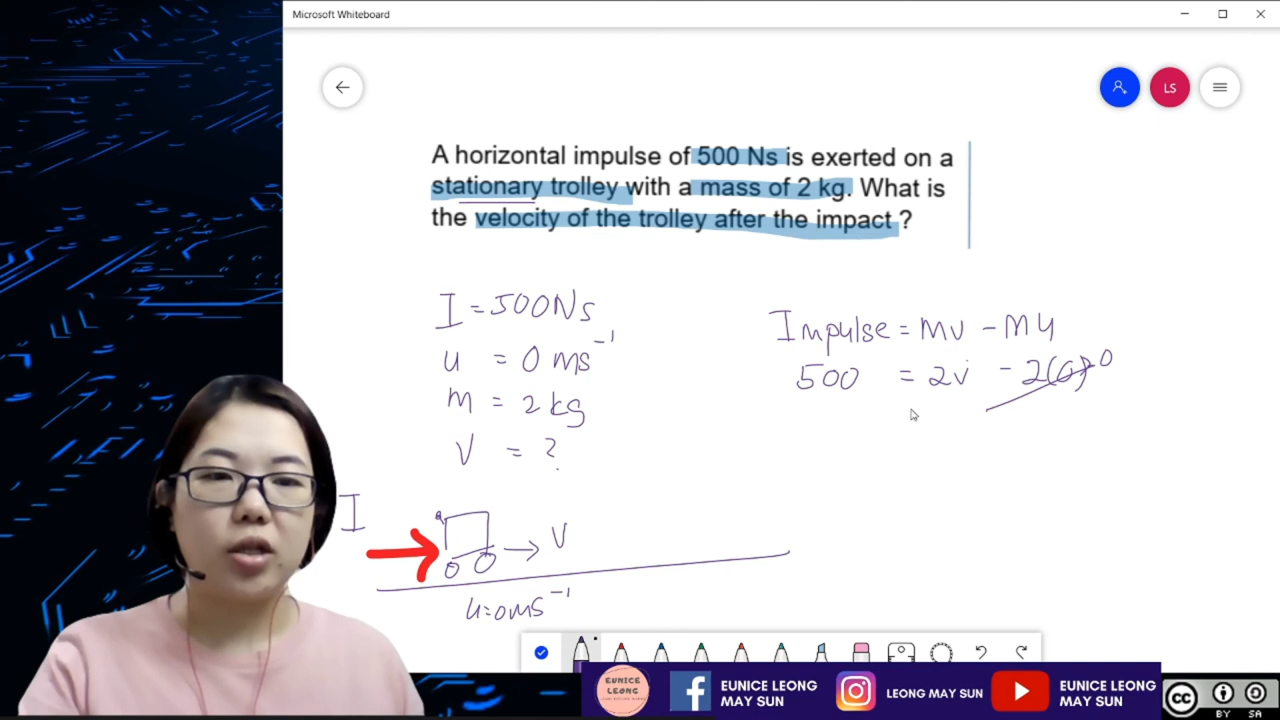 Microsoft Whiteboard
LS
A horizontal impulse of 500 Ns is exerted on a
stationary trolley with a mass of 2 kg. What is
the velocity of the trolley after the impact ?
I = 500Ns
u = 0 ms⁻¹
m = 2 kg
V = ?
Impulse = mv - mu
500 = 2v - 2(0) 0
I
V
u=0ms⁻¹
EUNICE
LEONG
EUNICE LEONG
MAY SUN
LEONG MAY SUN
EUNICE LEONG
MAY SUN
cc
BY SA